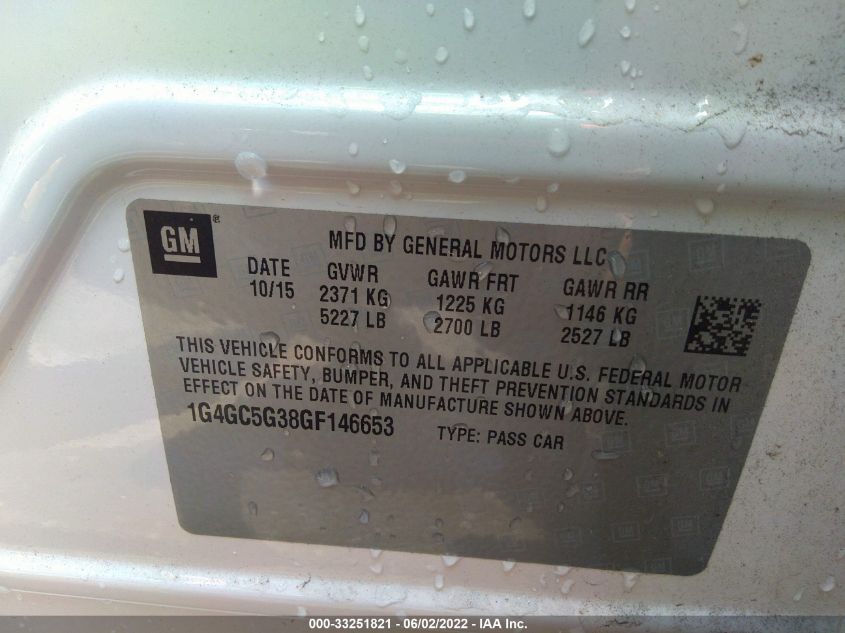 GM®
MFD BY GENERAL MOTORS LLC
DATE GVWR GAWR FRT GAWR RR
10/15 2371 KG 1225 KG 1146 KG
5227 LB 2700 LB 2527 LB
THIS VEHICLE CONFORMS TO ALL APPLICABLE U.S. FEDERAL MOTOR
VEHICLE SAFETY, BUMPER, AND THEFT PREVENTION STANDARDS IN
EFFECT ON THE DATE OF MANUFACTURE SHOWN ABOVE.
1G4GC5G38GF146653 TYPE: PASS CAR
000-33251821 - 06/02/2022 - IAA Inc.